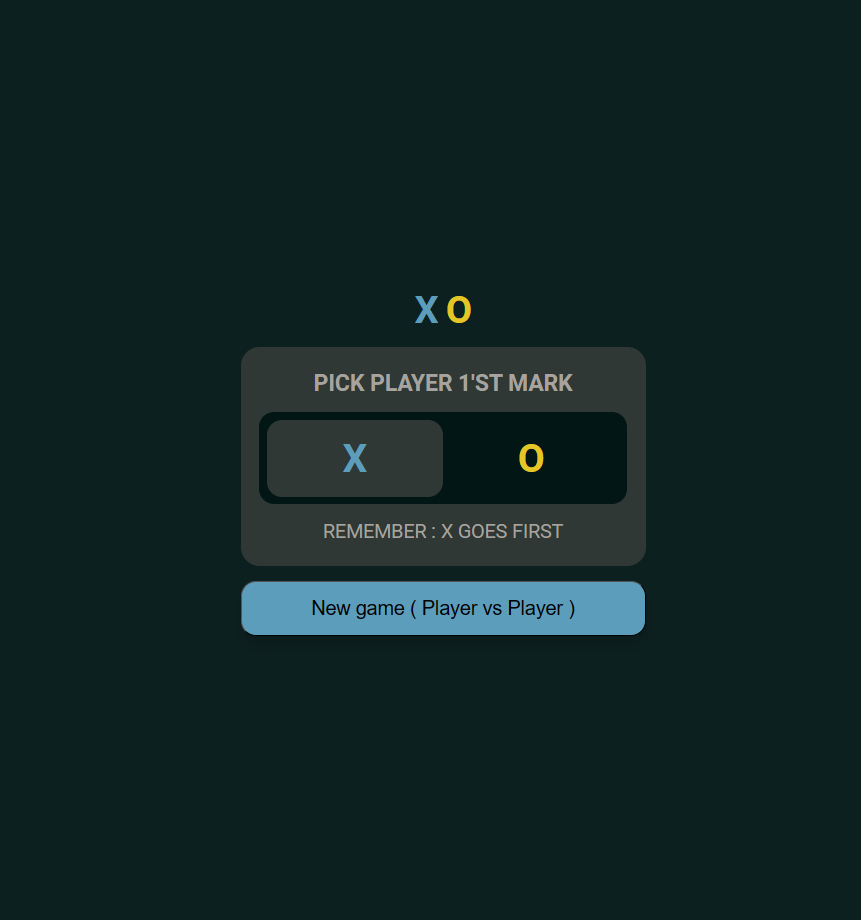 X O
PICK PLAYER 1'ST MARK
X O
REMEMBER : X GOES FIRST
New game ( Player vs Player )